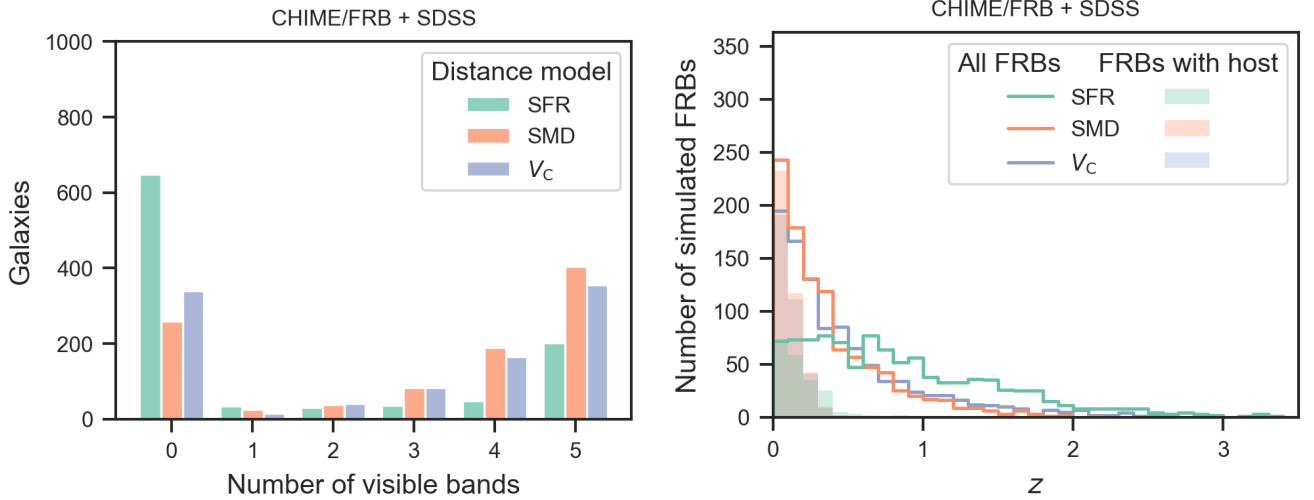 CHIME/FRB + SDSS
1000
800
600
400
200
0
Galaxies
Distance model
SFR
SMD
VC
0 1 2 3 4 5
Number of visible bands
CHIME/FRB + SDSS
350
300
250
200
150
100
50
0
Number of simulated FRBs
All FRBs FRBs with host
SFR
SMD
VC
0 1 2 3
z